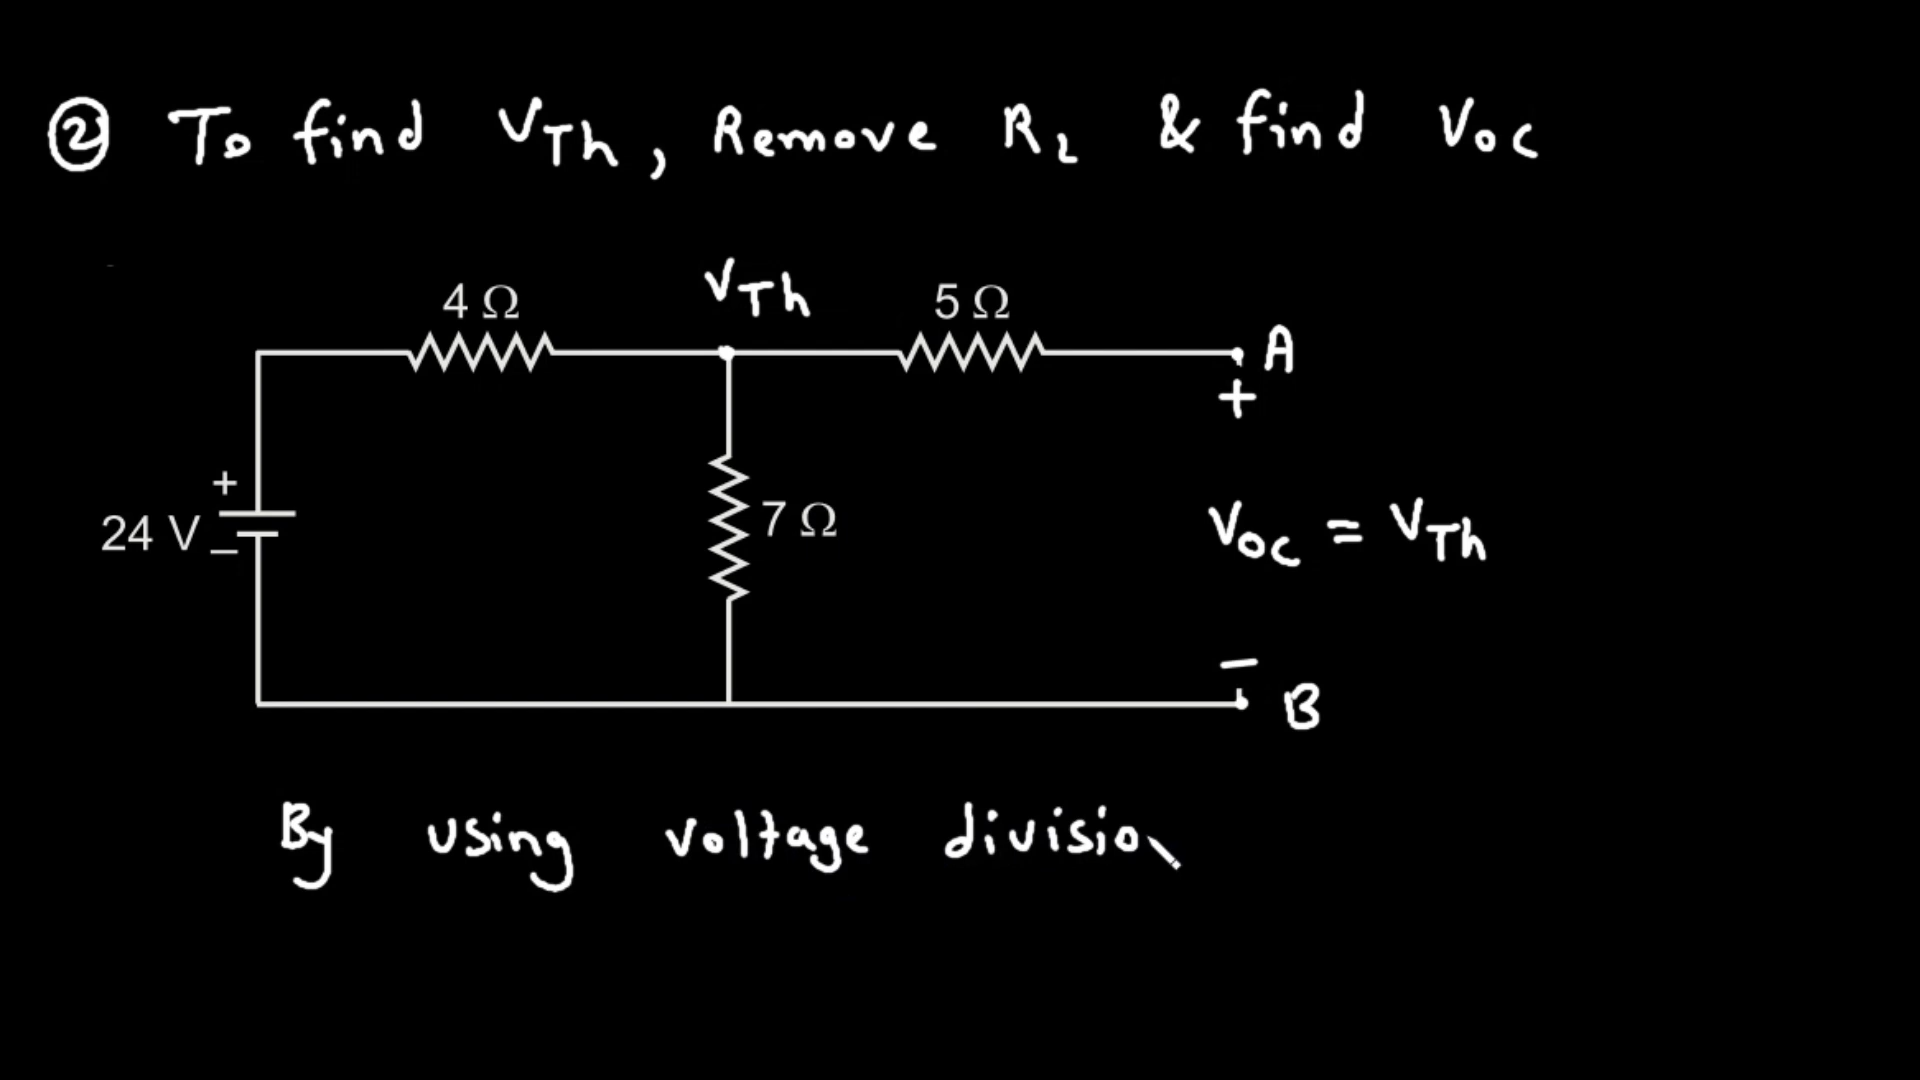 ② To find VTh, Remove RL & find Voc
4 Ω VTh 5 Ω
A
+
+
24 V
−
7 Ω
Voc = VTh
−
B
By using voltage division